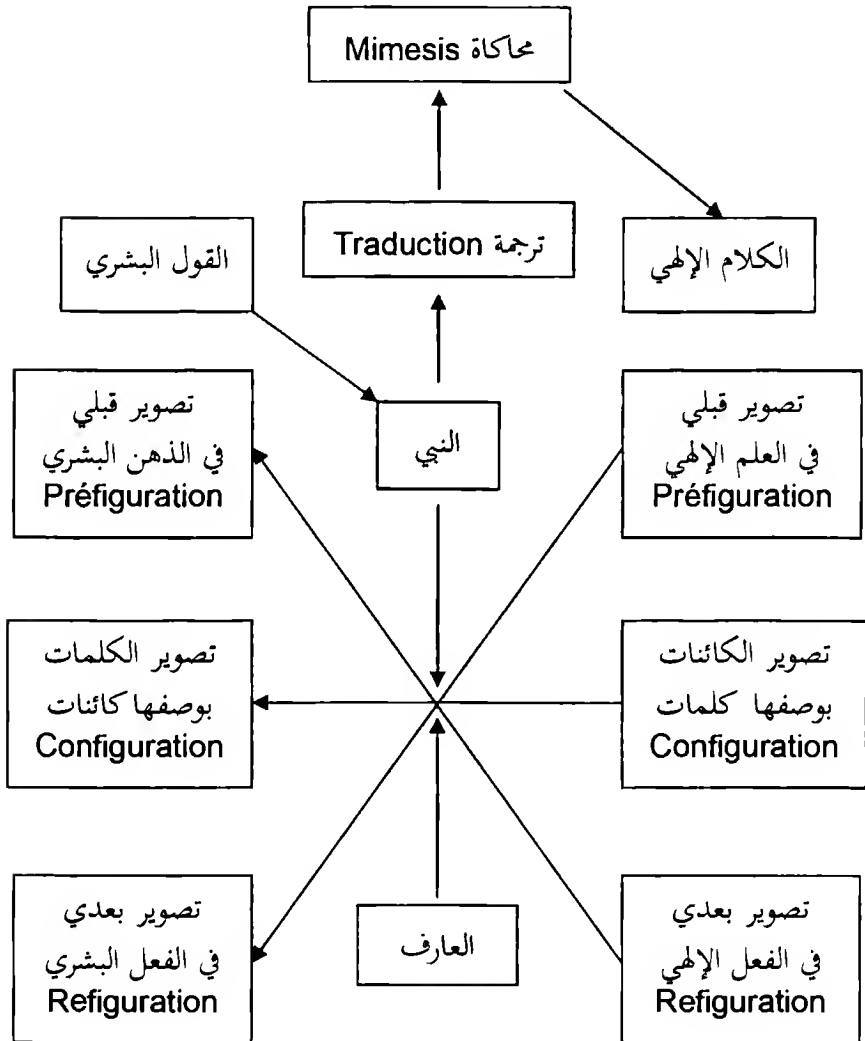 محاكاة Mimesis
ترجمة Traduction
الكلام الإلهي
القول البشري
النبي
تصوير قبلي
في العلم الإلهي
Préfiguration
تصوير قبلي
في الذهن البشري
Préfiguration
تصوير الكائنات
بوصفها كلمات
Configuration
تصوير الكلمات
بوصفها كائنات
Configuration
تصوير بعدي
في الفعل الإلهي
Refiguration
العارف
تصوير بعدي
في الفعل البشري
Refiguration